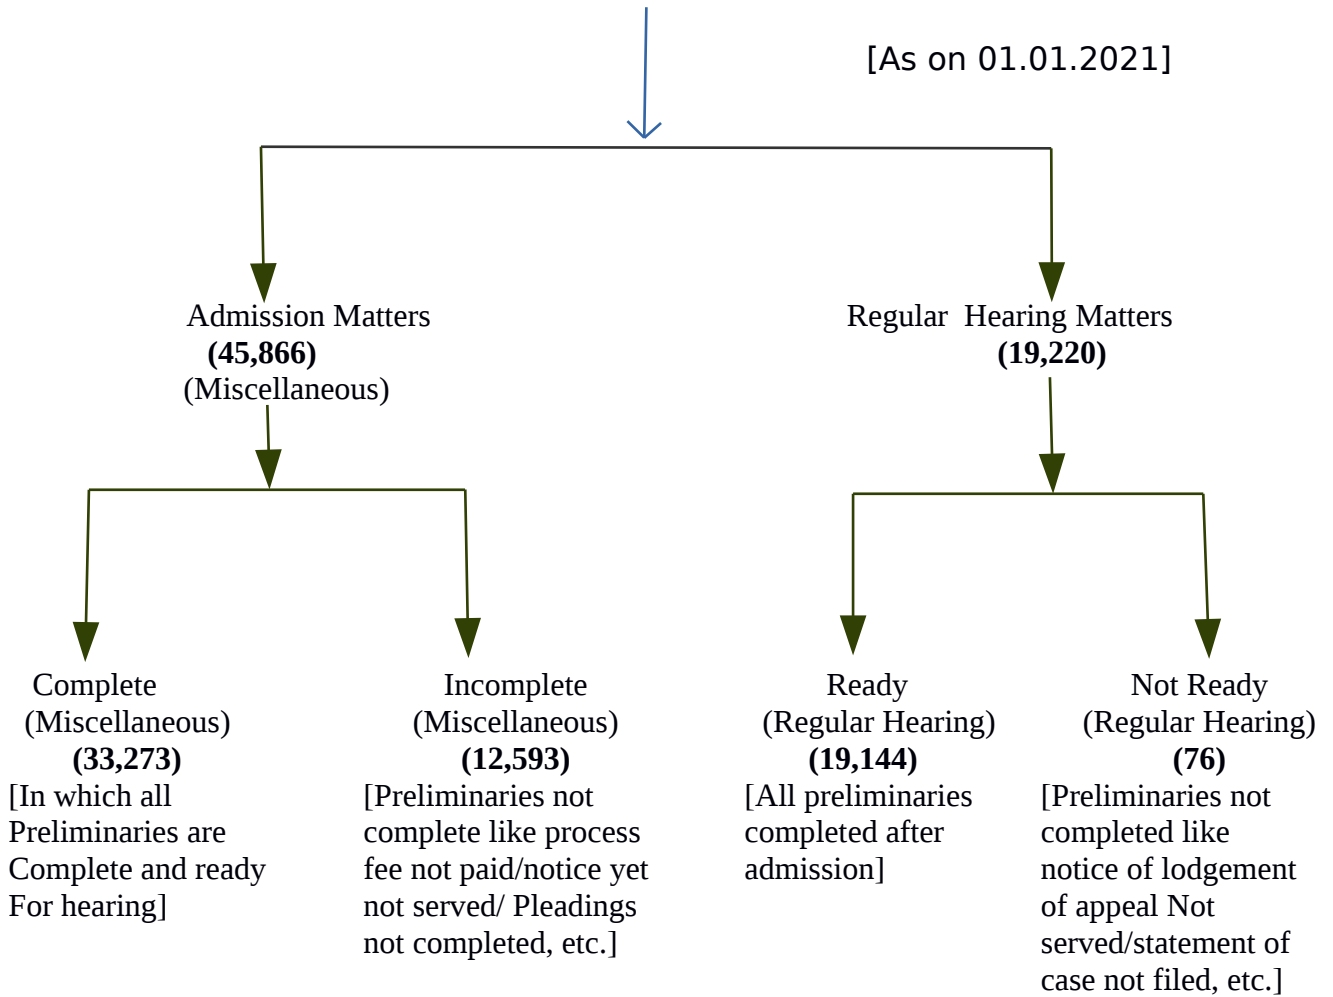 [As on 01.01.2021]
Admission Matters
(45,866)
(Miscellaneous)
Regular Hearing Matters
(19,220)
Complete
(Miscellaneous)
(33,273)
[In which all
Preliminaries are
Complete and ready
For hearing]
Incomplete
(Miscellaneous)
(12,593)
[Preliminaries not
complete like process
fee not paid/notice yet
not served/ Pleadings
not completed, etc.]
Ready
(Regular Hearing)
(19,144)
[All preliminaries
completed after
admission]
Not Ready
(Regular Hearing)
(76)
[Preliminaries not
completed like
notice of lodgement
of appeal Not
served/statement of
case not filed, etc.]